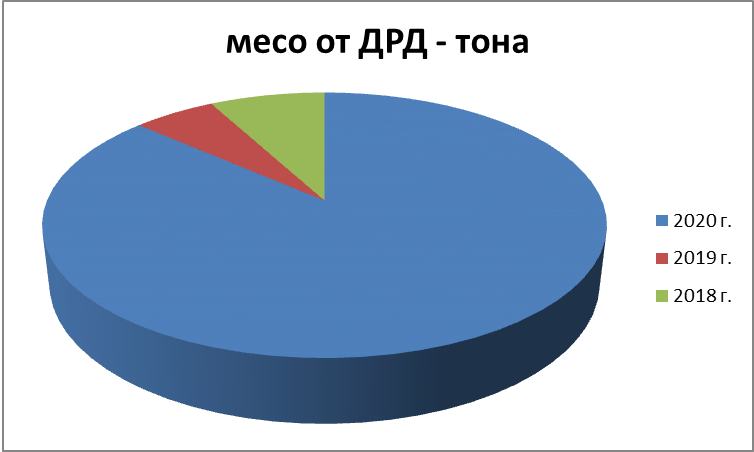 месо от ДРД - тона
2020 г.
2019 г.
2018 г.